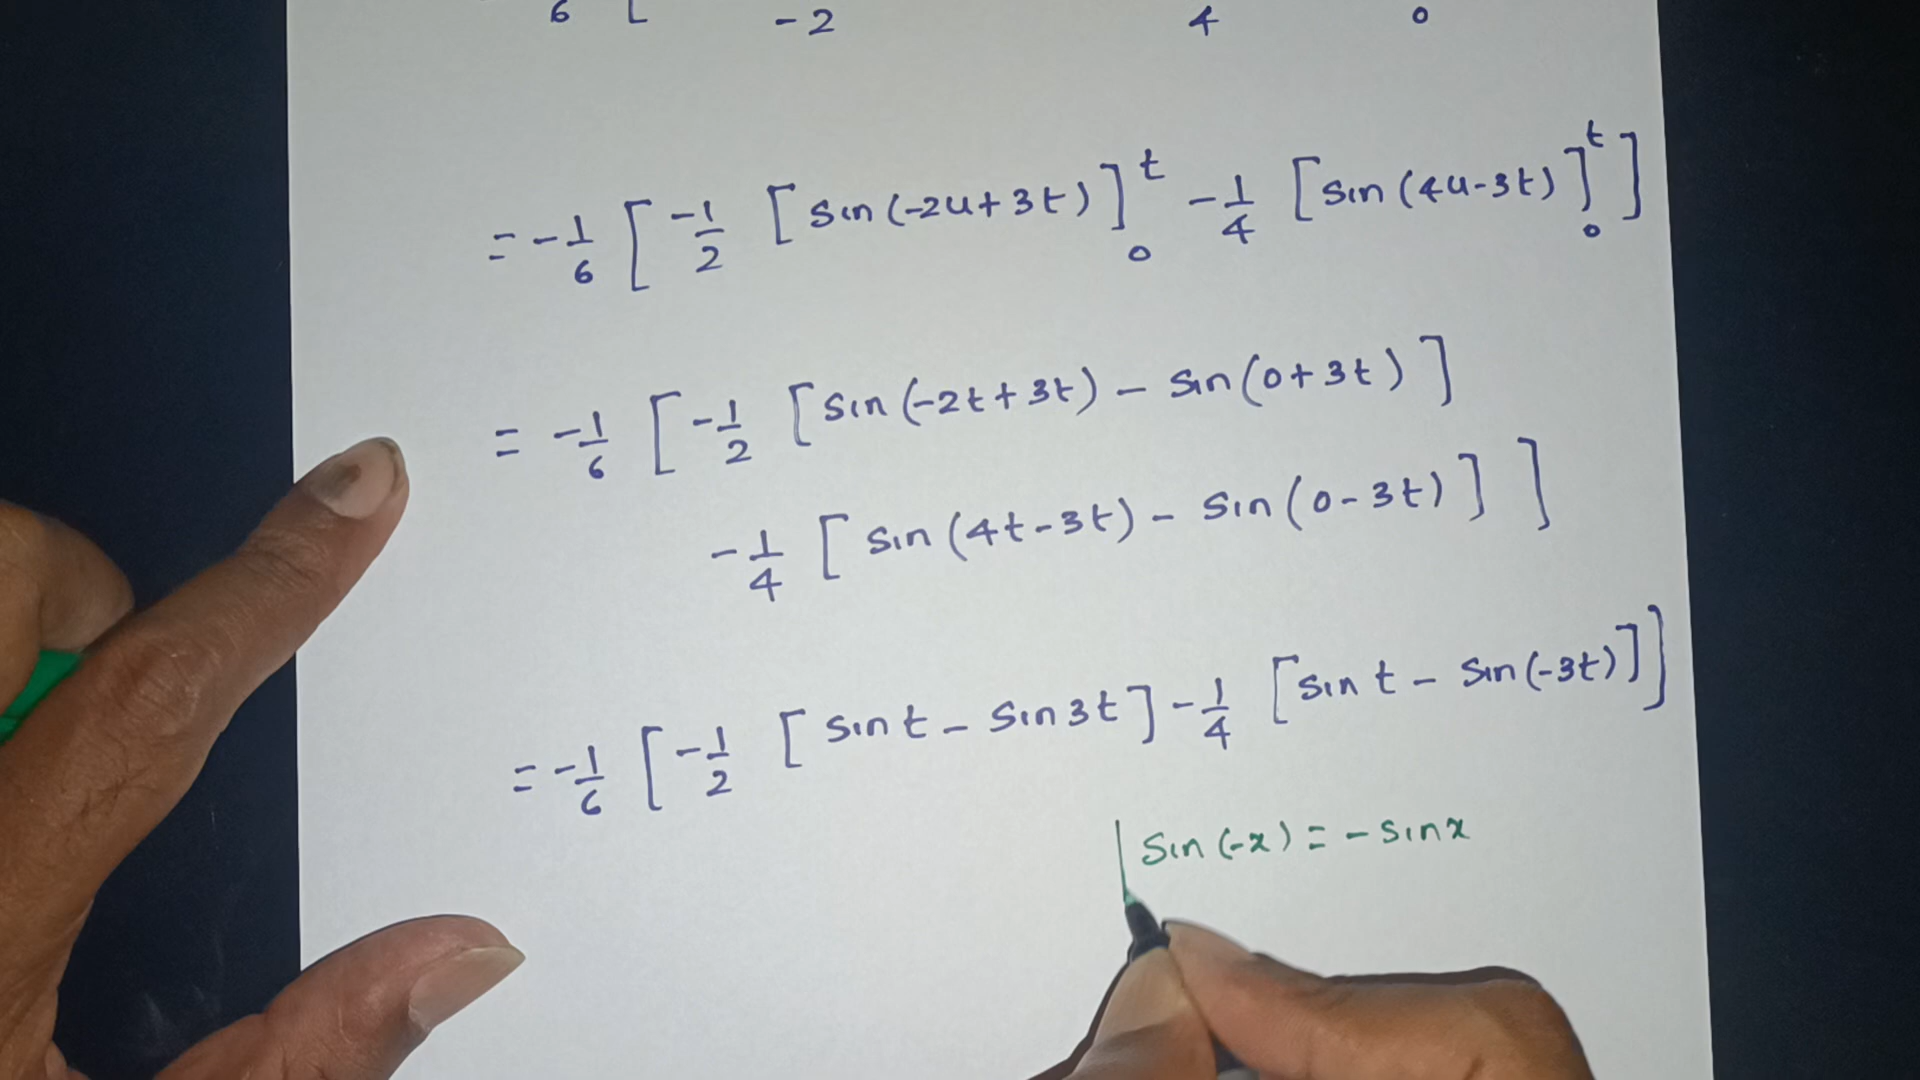 6 [ -2 4 0
= -1/6 [ -1/2 [sin(-2u+3t)]₀ᵗ - 1/4 [sin(4u-3t)]₀ᵗ ]
= -1/6 [ -1/2 [sin(-2t+3t) - sin(0+3t)]
-1/4 [sin(4t-3t) - sin(0-3t)] ]
= -1/6 [ -1/2 [sin t - sin 3t] - 1/4 [sin t - sin(-3t)] ]
sin(-x) = - sin x